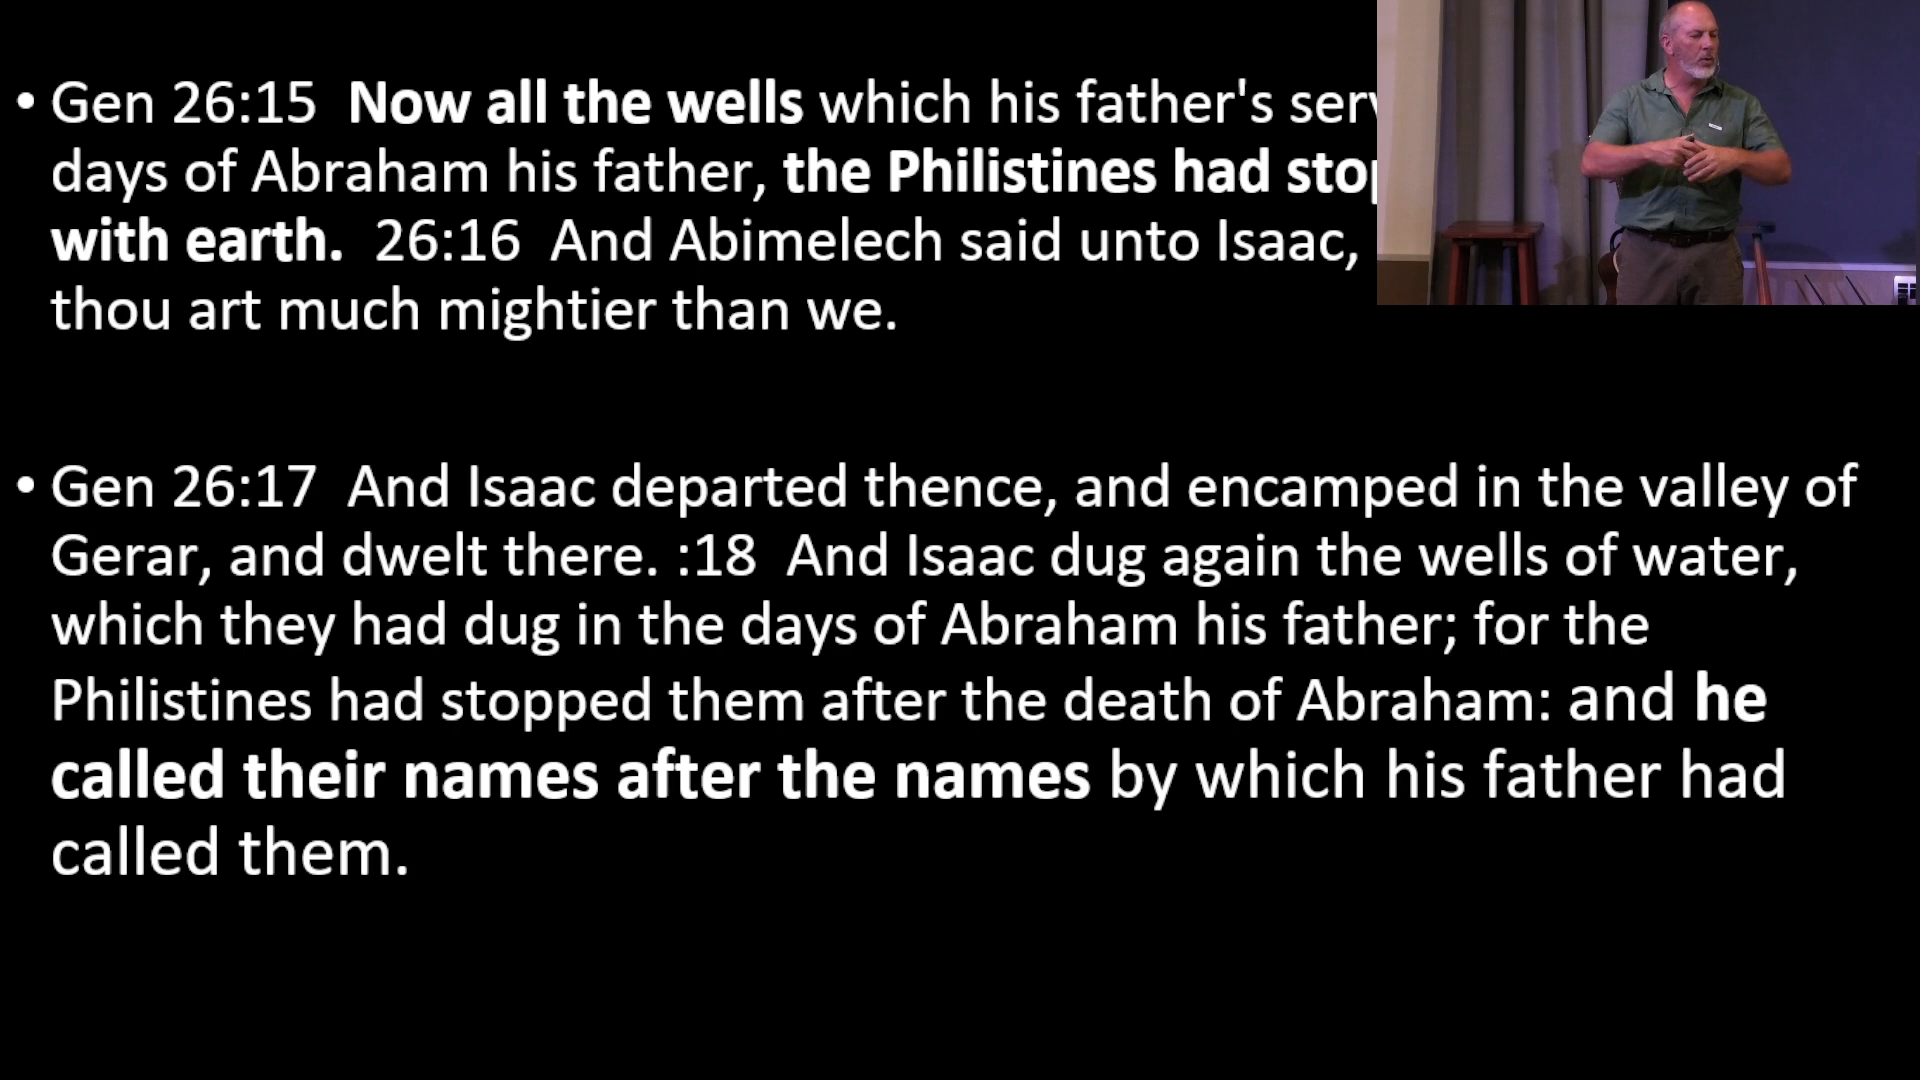 • Gen 26:15  Now all the wells which his father's
days of Abraham his father, the Philistines had
with earth.  26:16  And Abimelech said unto Isaac,
thou art much mightier than we.
• Gen 26:17  And Isaac departed thence, and encamped in the valley of
Gerar, and dwelt there. :18  And Isaac dug again the wells of water,
which they had dug in the days of Abraham his father; for the
Philistines had stopped them after the death of Abraham: and he
called their names after the names by which his father had
called them.